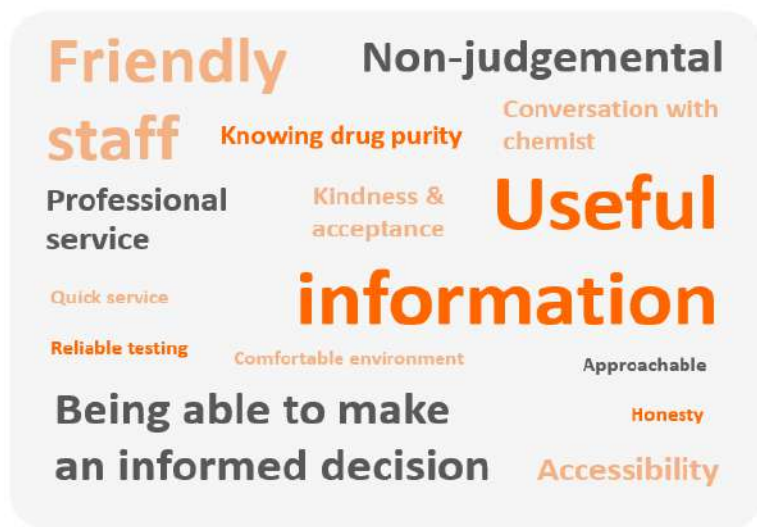 Friendly
staff
Non-judgemental
Knowing drug purity
Conversation with
chemist
Professional
service
Kindness &
acceptance
Useful
information
Quick service
Reliable testing
Comfortable environment
Approachable
Being able to make
an informed decision
Honesty
Accessibility